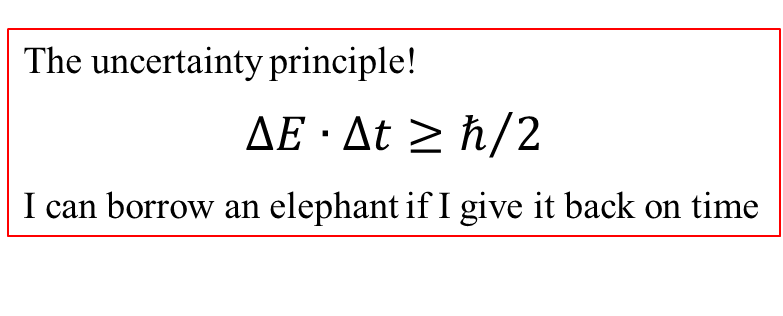 The uncertainty principle!
Δ𝐸 · Δ𝑡 ≥ ℏ/2
I can borrow an elephant if I give it back on time